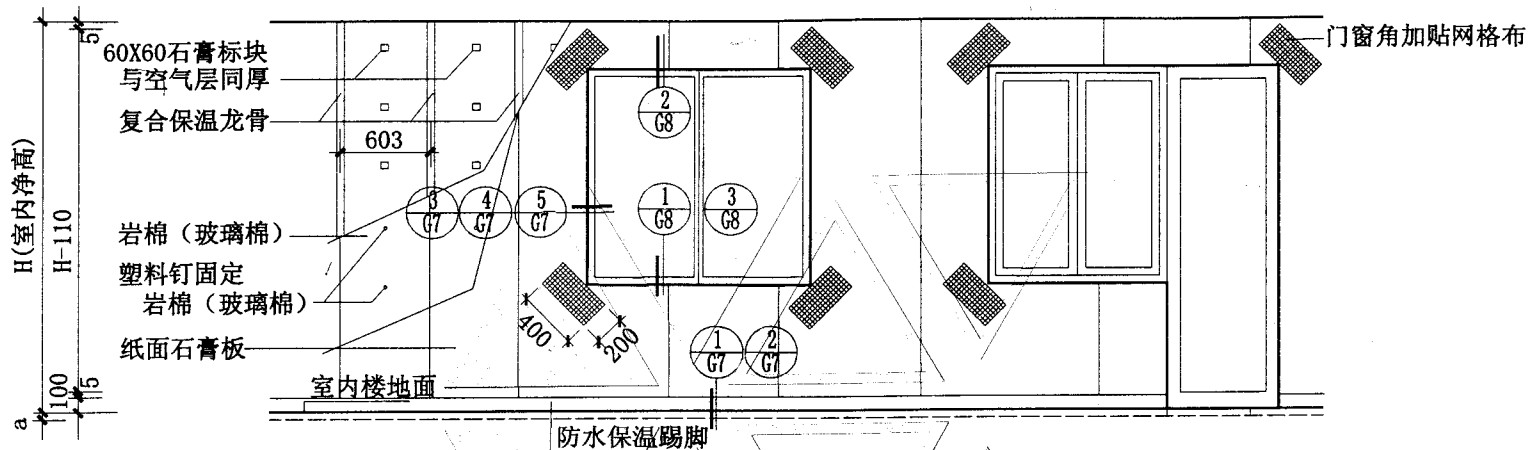 60X60石膏标块
与空气层同厚
复合保温龙骨
603
岩棉（玻璃棉）
塑料钉固定
岩棉（玻璃棉）
纸面石膏板
室内楼地面
防水保温踢脚
门窗角加贴网格布
H(室内净高)
H-110
5
5
100
a
2
G8
1
G8
3
G8
3
G7
4
G7
5
G7
1
G7
2
G7
400
200